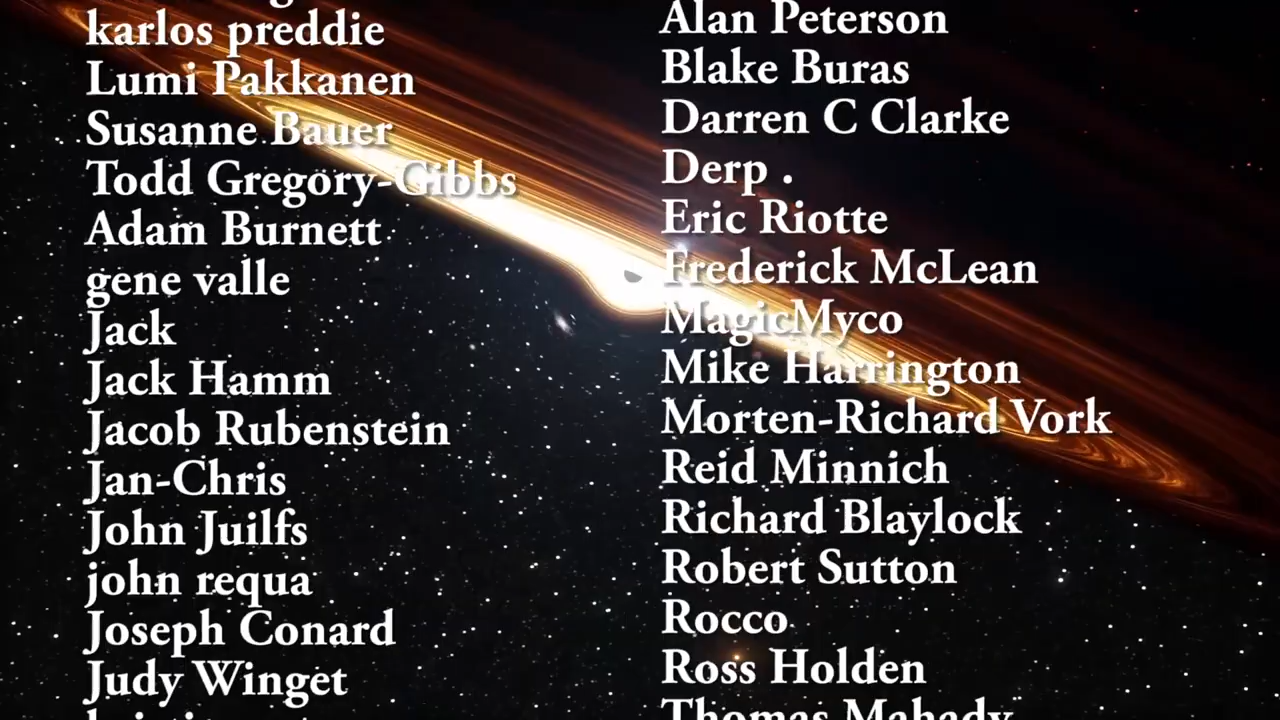 karlos preddie
Lumi Pakkanen
Susanne Bauer
Todd Gregory-Gibbs
Adam Burnett
gene valle
Jack
Jack Hamm
Jacob Rubenstein
Jan-Chris
John Juilfs
john requa
Joseph Conard
Judy Winget
Alan Peterson
Blake Buras
Darren C Clarke
Derp .
Eric Riotte
Frederick McLean
MagicMyco
Mike Harrington
Morten-Richard Vork
Reid Minnich
Richard Blaylock
Robert Sutton
Rocco
Ross Holden
Thomas Mahady